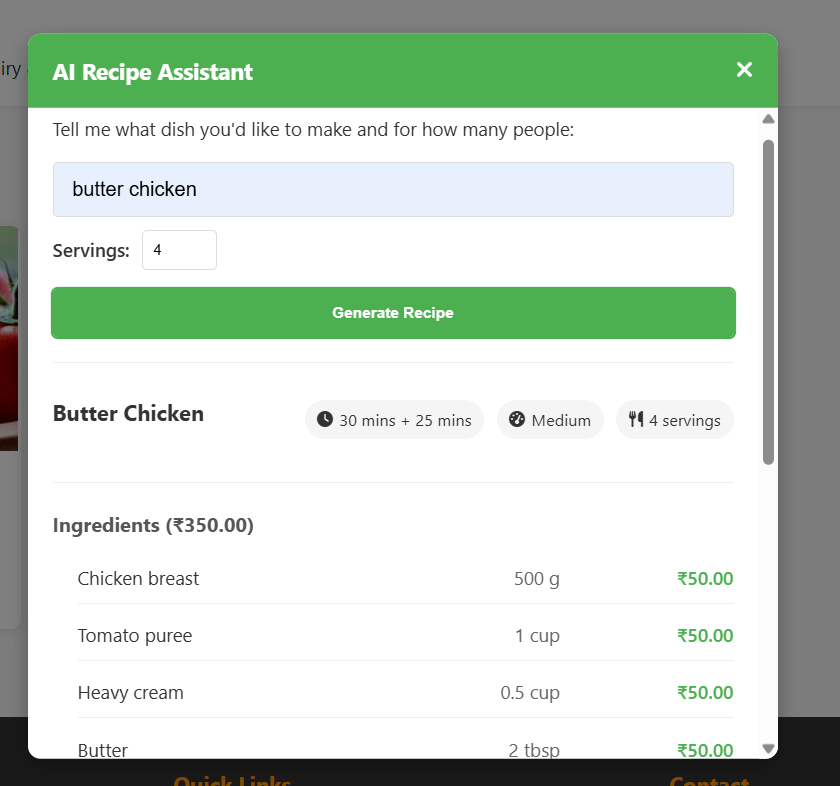 AI Recipe Assistant ×
iry
Tell me what dish you'd like to make and for how many people:
butter chicken
Servings: 4
Generate Recipe
Butter Chicken 30 mins + 25 mins Medium 4 servings
Ingredients (₹350.00)
Chicken breast 500 g ₹50.00
Tomato puree 1 cup ₹50.00
Heavy cream 0.5 cup ₹50.00
Butter 2 tbsp ₹50.00
Quick Links Contact